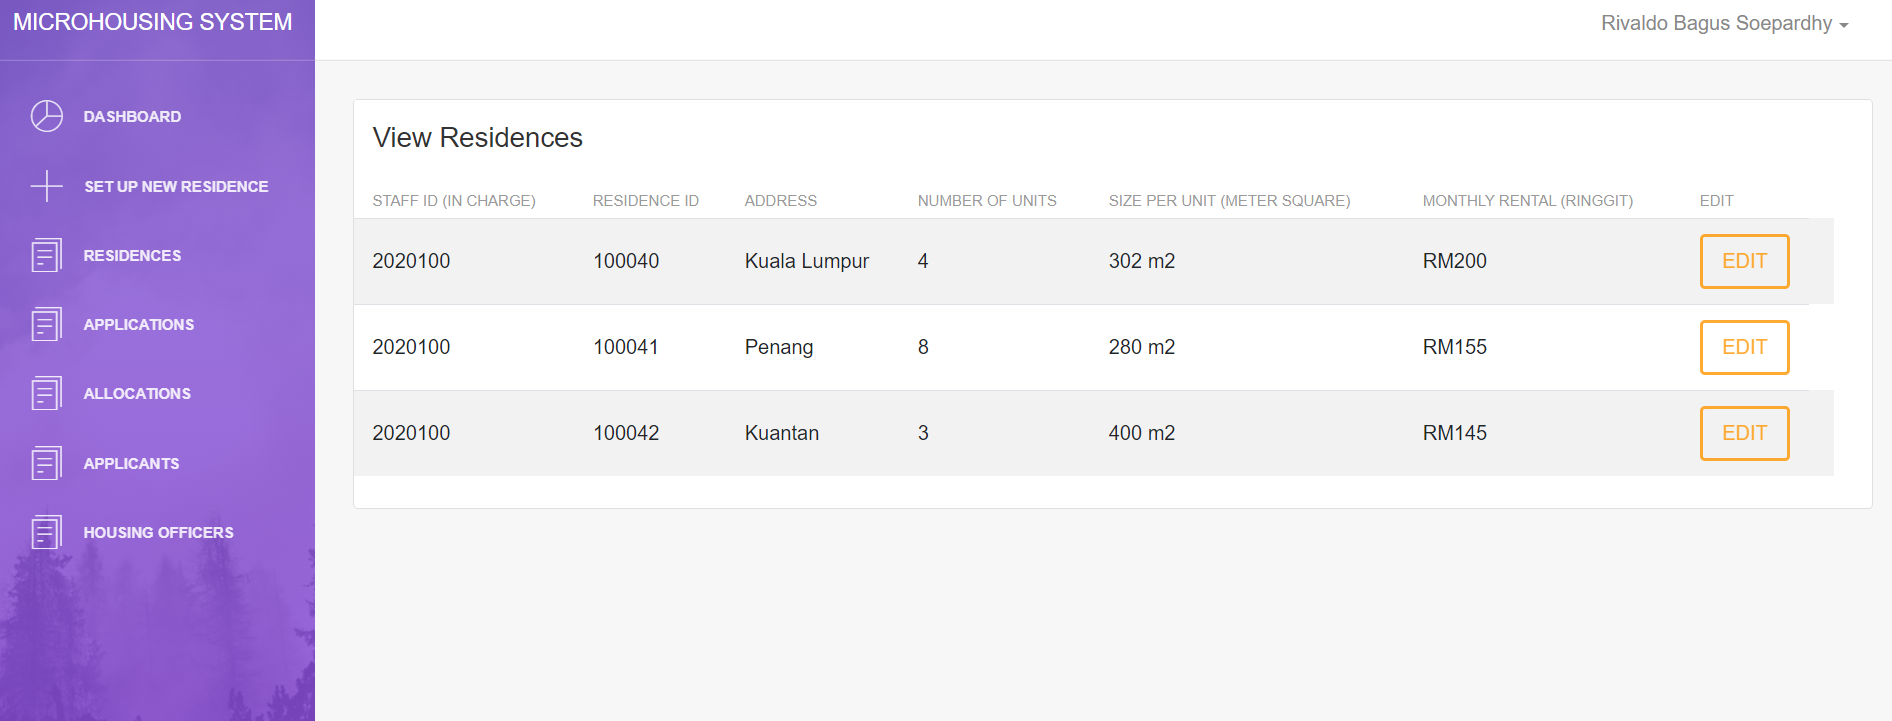 MICROHOUSING SYSTEM
Rivaldo Bagus Soepardhy
DASHBOARD
SET UP NEW RESIDENCE
RESIDENCES
APPLICATIONS
ALLOCATIONS
APPLICANTS
HOUSING OFFICERS
View Residences
STAFF ID (IN CHARGE) RESIDENCE ID ADDRESS NUMBER OF UNITS SIZE PER UNIT (METER SQUARE) MONTHLY RENTAL (RINGGIT) EDIT
2020100 100040 Kuala Lumpur 4 302 m2 RM200 EDIT
2020100 100041 Penang 8 280 m2 RM155 EDIT
2020100 100042 Kuantan 3 400 m2 RM145 EDIT